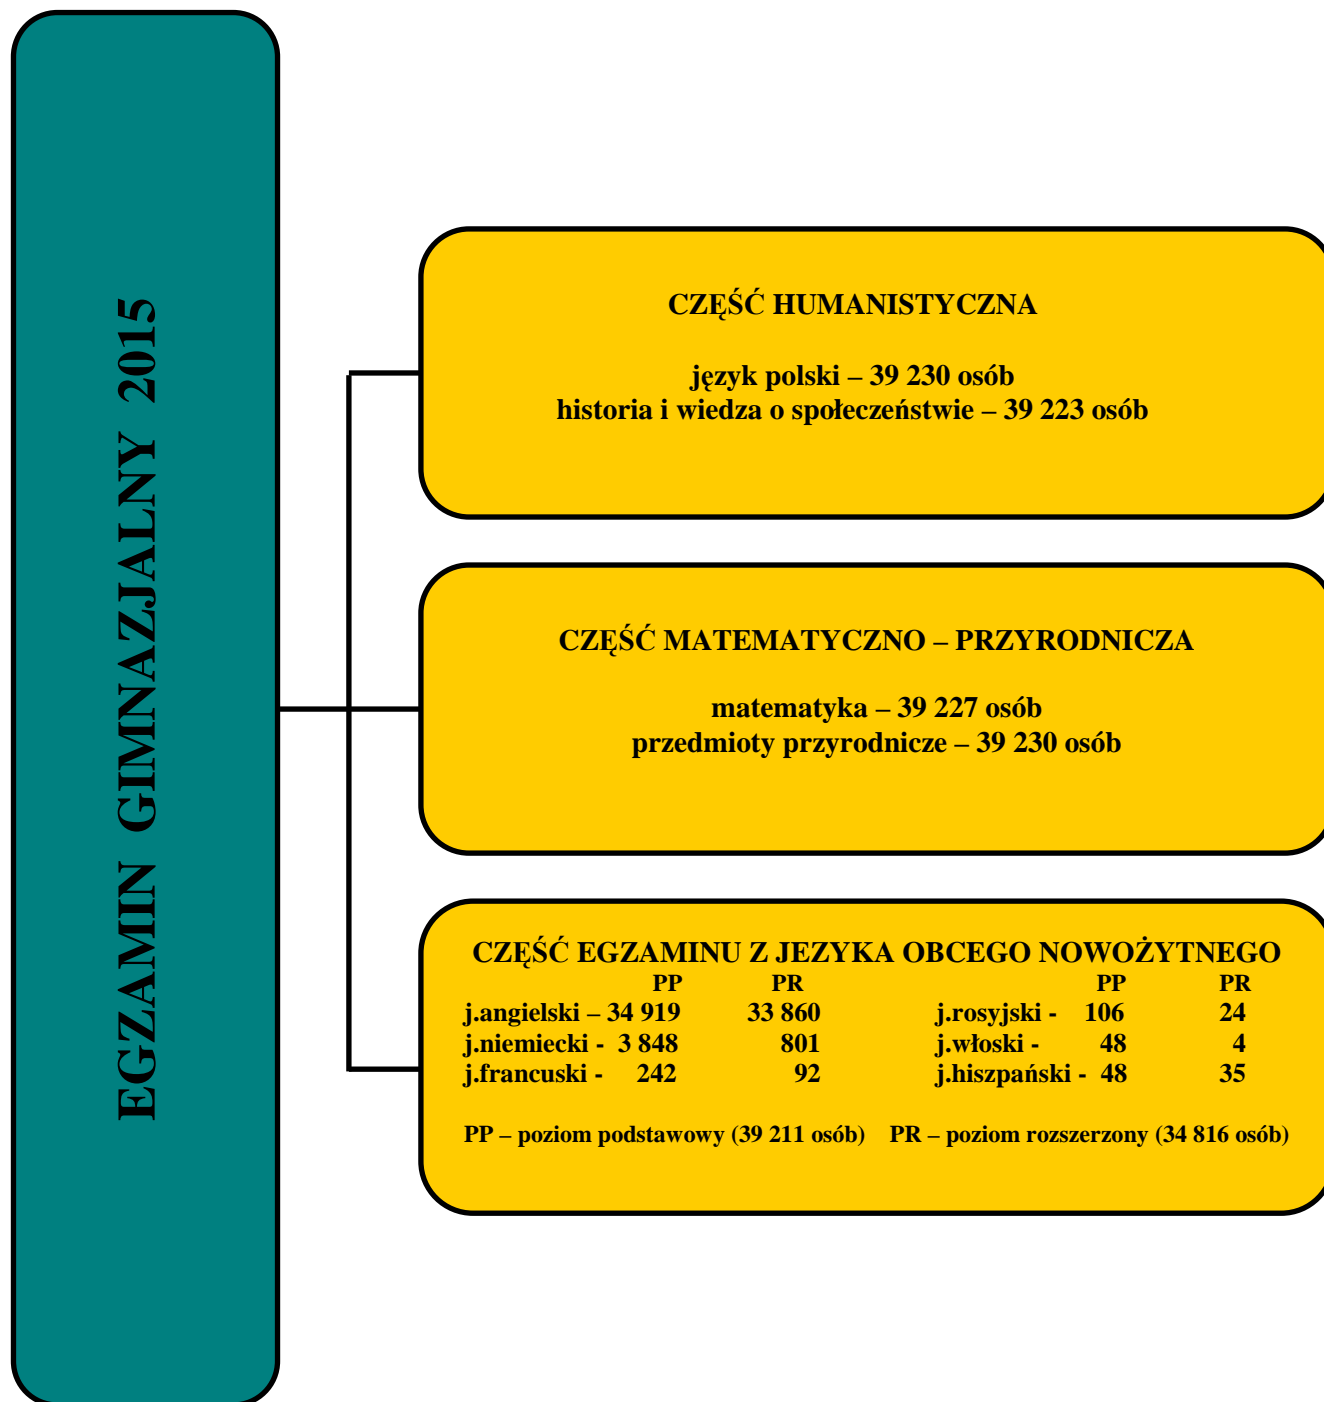 EGZAMIN GIMNAZJALNY 2015
CZĘŚĆ HUMANISTYCZNA
język polski – 39 230 osób
historia i wiedza o społeczeństwie – 39 223 osób
CZĘŚĆ MATEMATYCZNO – PRZYRODNICZA
matematyka – 39 227 osób
przedmioty przyrodnicze – 39 230 osób
CZĘŚĆ EGZAMINU Z JEZYKA OBCEGO NOWOŻYTNEGO
PP PR PP PR
j.angielski – 34 919 33 860 j.rosyjski - 106 24
j.niemiecki - 3 848 801 j.włoski - 48 4
j.francuski - 242 92 j.hiszpański - 48 35
PP – poziom podstawowy (39 211 osób) PR – poziom rozszerzony (34 816 osób)